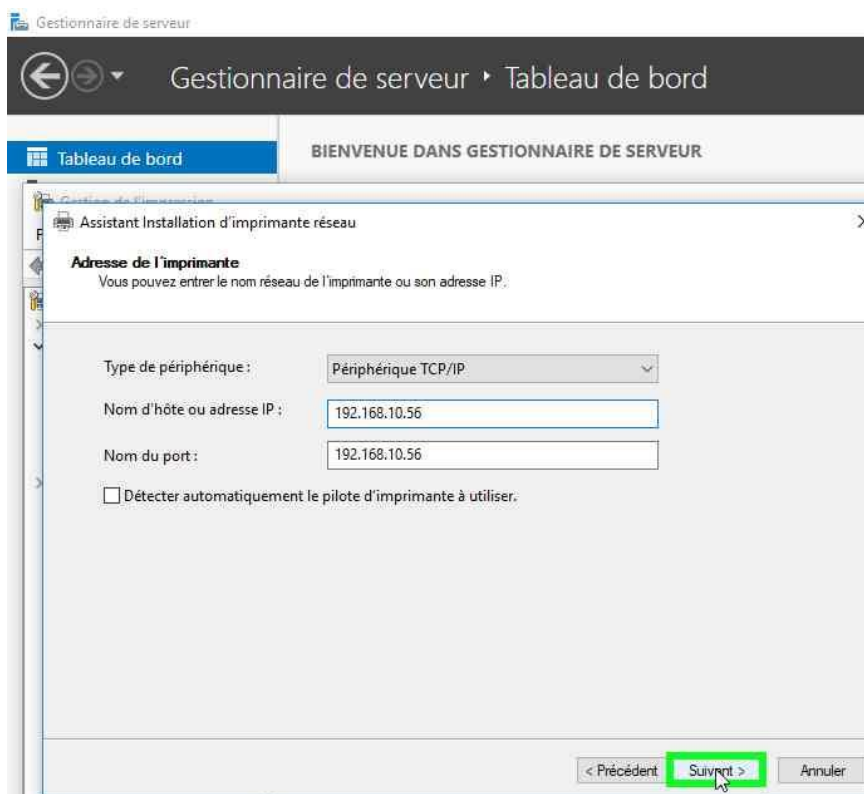 Gestionnaire de serveur
Gestionnaire de serveur ‣ Tableau de bord
Tableau de bord
BIENVENUE DANS GESTIONNAIRE DE SERVEUR
Gestion de l'impression
Assistant Installation d'imprimante réseau
Adresse de l'imprimante
Vous pouvez entrer le nom réseau de l'imprimante ou son adresse IP.
Type de périphérique :
Périphérique TCP/IP
Nom d'hôte ou adresse IP :
192.168.10.56
Nom du port :
192.168.10.56
Détecter automatiquement le pilote d'imprimante à utiliser.
< Précédent
Suivant >
Annuler